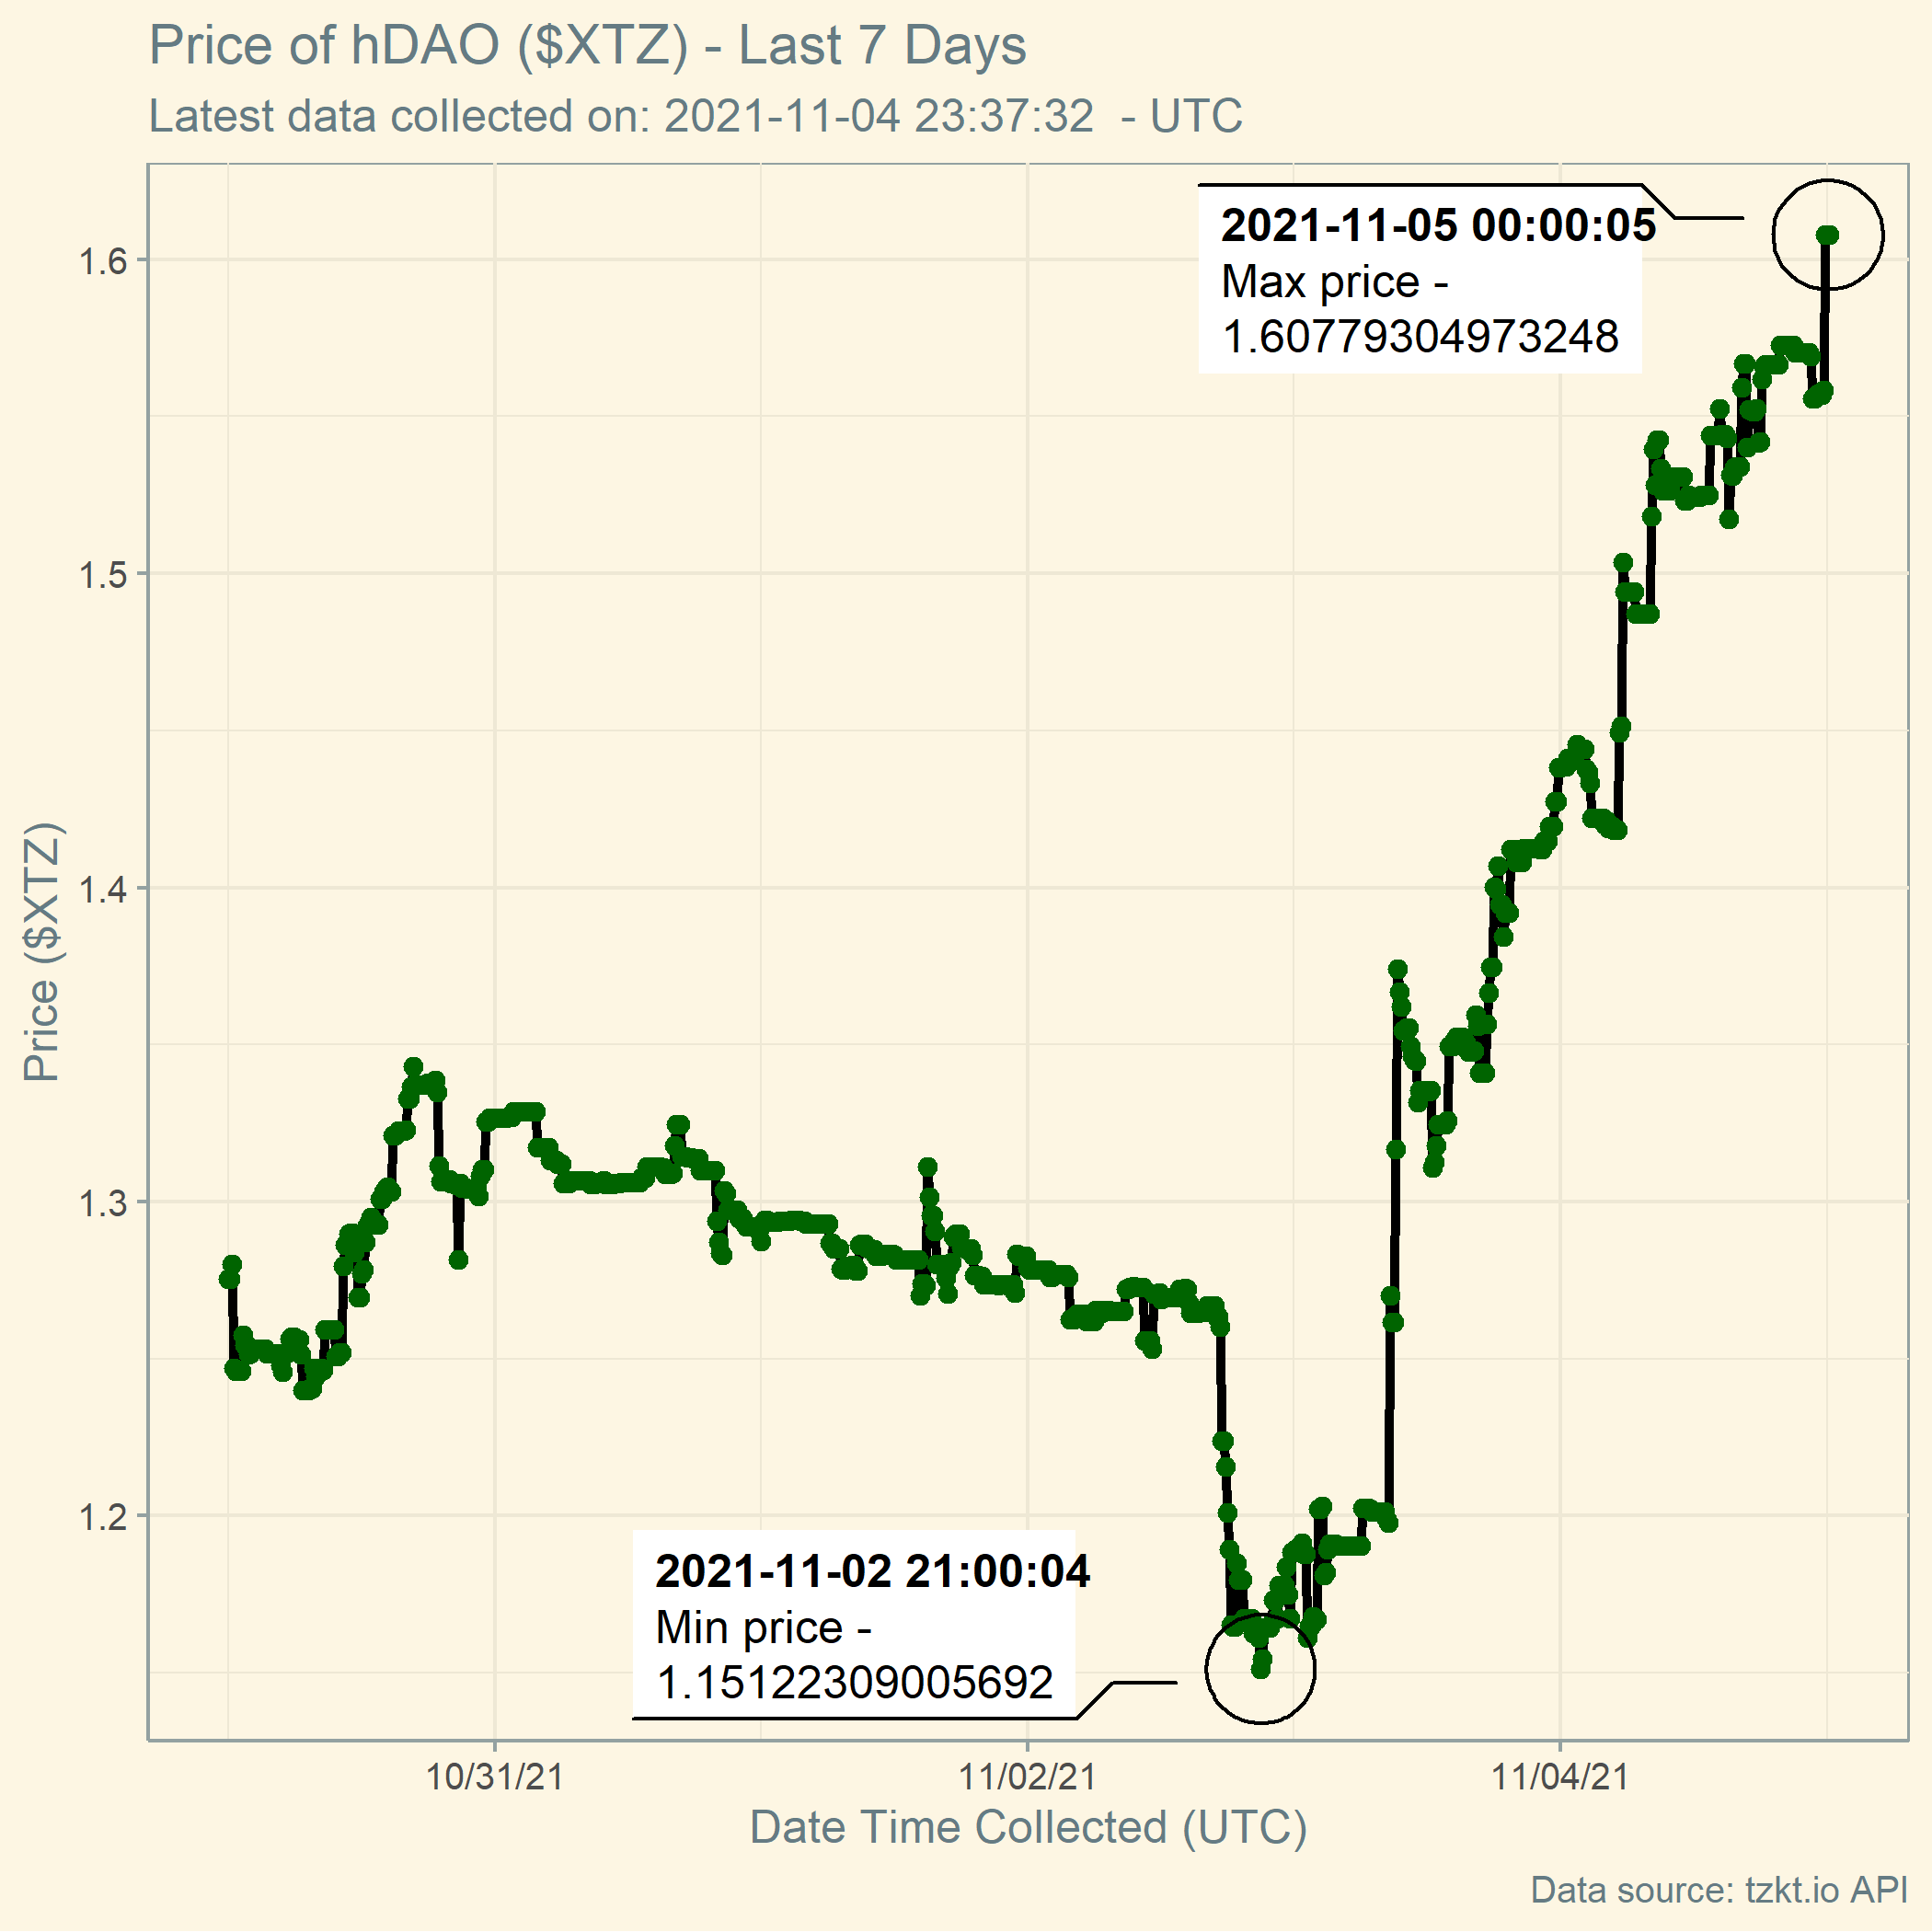 Price of hDAO ($XTZ) - Last 7 Days
Latest data collected on: 2021-11-04 23:37:32  - UTC
2021-11-05 00:00:05
Max price -
1.60779304973248
1.6
1.5
1.4
1.3
1.2
Price ($XTZ)
2021-11-02 21:00:04
Min price -
1.15122309005692
10/31/21
11/02/21
11/04/21
Date Time Collected (UTC)
Data source: tzkt.io API